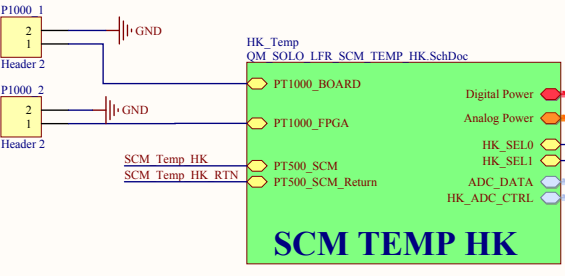 P1000_1
2
1
GND
Header 2
P1000_2
2
1
GND
Header 2
SCM_Temp_HK
SCM_Temp_HK_RTN
HK_Temp
QM_SOLO_LFR_SCM_TEMP_HK.SchDoc
PT1000_BOARD
PT1000_FPGA
PT500_SCM
PT500_SCM_Return
Digital Power
Analog Power
HK_SEL0
HK_SEL1
ADC_DATA
HK_ADC_CTRL
SCM TEMP HK